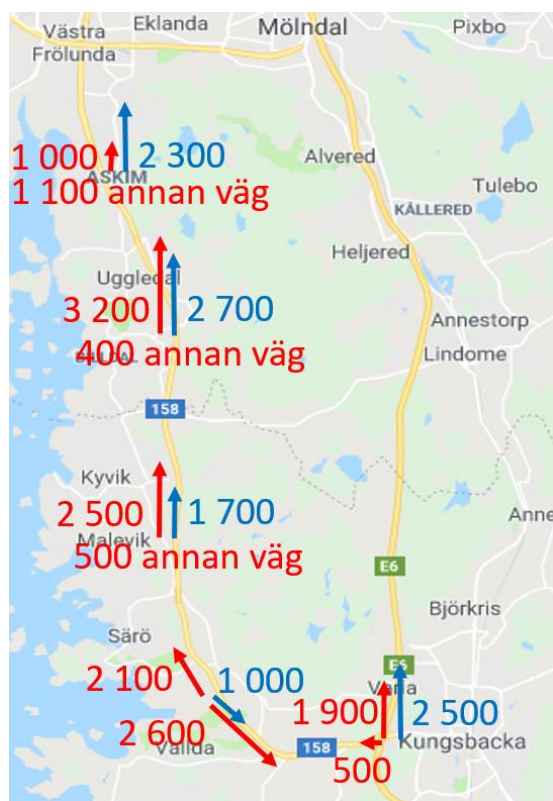 Västra
Frölunda
Eklanda
Mölndal
Pixbo
1 000
2 300
ASKIM
1 100 annan väg
Alvered
Tulebo
KÅLLERED
Heljered
Uggledal
3 200
2 700
400 annan väg
Annestorp
Lindome
158
Kyvik
2 500
1 700
Malevik
500 annan väg
Anne
E6
Björkris
Särö
2 100
1 000
E6
1 900
2 500
2 600
Vallda
158
Kungsbacka
500